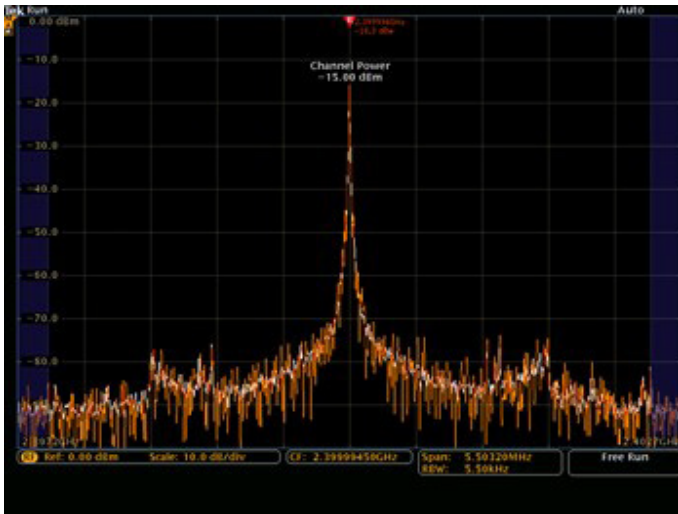 Tek Run
Auto
0.00 dBm
-10.0
Channel Power
-15.00 dBm
-20.0
-30.0
-40.0
-50.0
-60.0
-70.0
-80.0
Ref: 0.00 dBm
Scale: 10.0 dB/div
CF: 2.39999450GHz
Span: 5.50320MHz
RBW: 5.50kHz
Free Run